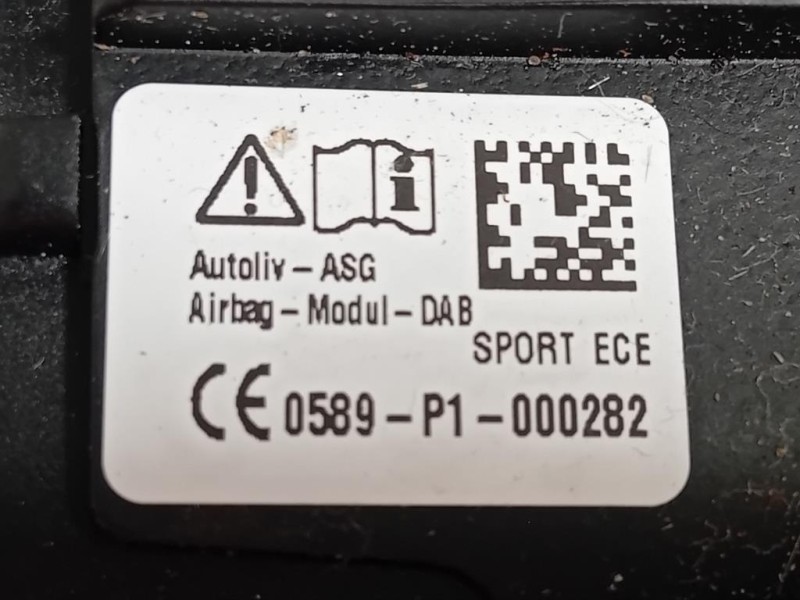 Autoliv - ASG
Airbag - Modul - DAB
SPORT ECE
CE 0589 - P1 - 000282